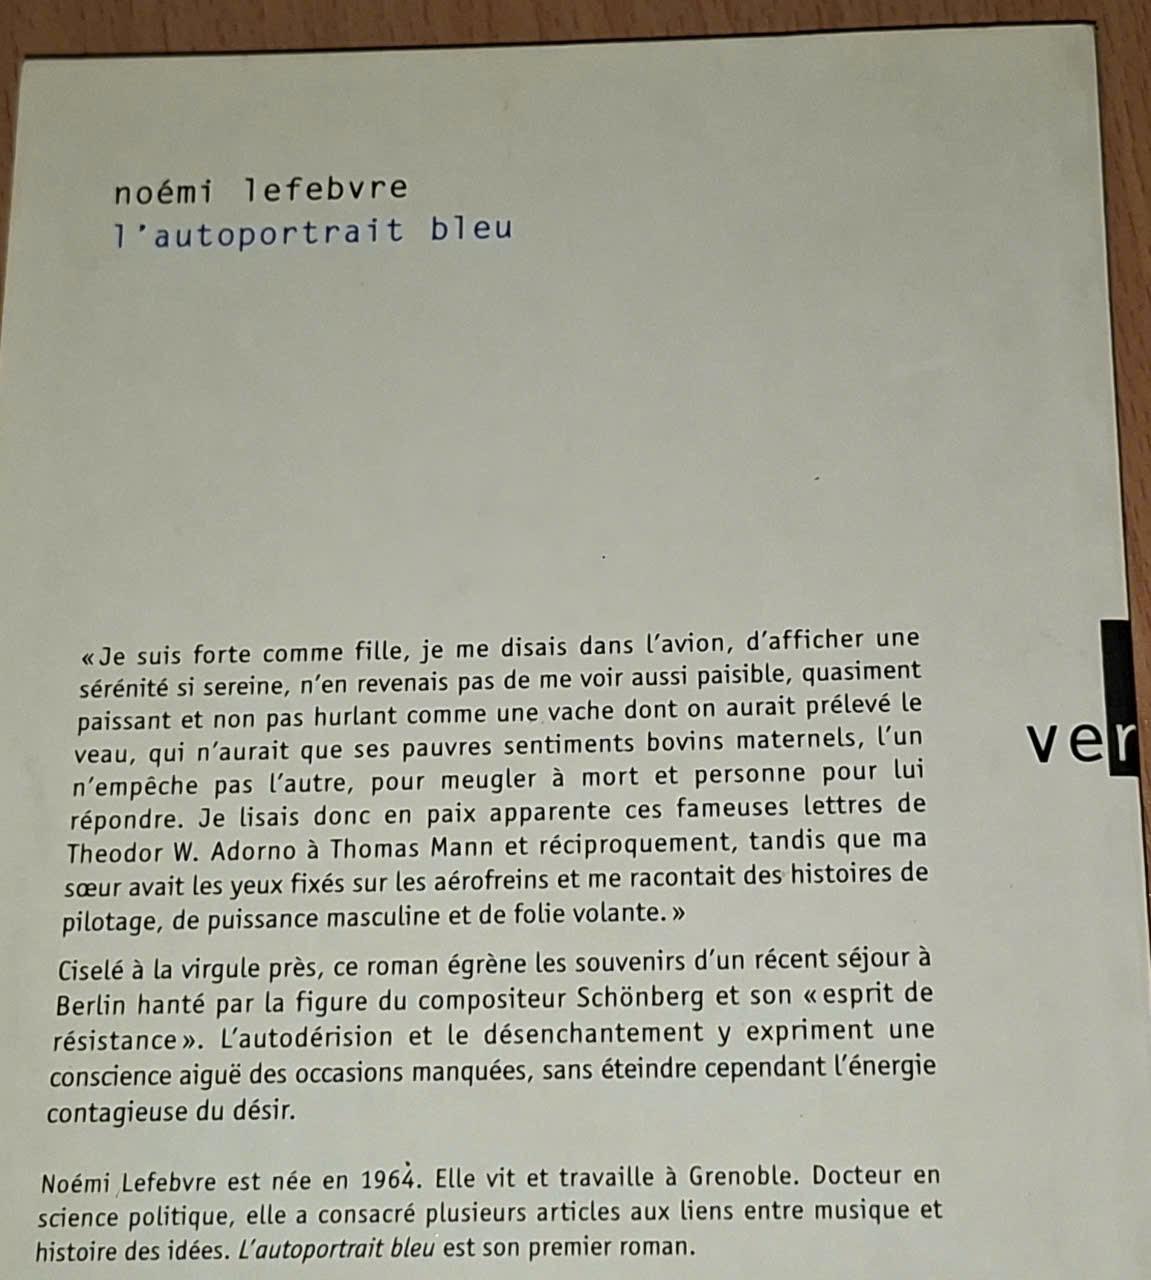 noémi lefebvre
l'autoportrait bleu
« Je suis forte comme fille, je me disais dans l'avion, d'afficher une
sérénité si sereine, n'en revenais pas de me voir aussi paisible, quasiment
paissant et non pas hurlant comme une vache dont on aurait prélevé le
veau, qui n'aurait que ses pauvres sentiments bovins maternels, l'un
n'empêche pas l'autre, pour meugler à mort et personne pour lui
répondre. Je lisais donc en paix apparente ces fameuses lettres de
Theodor W. Adorno à Thomas Mann et réciproquement, tandis que ma
sœur avait les yeux fixés sur les aérofreins et me racontait des histoires de
pilotage, de puissance masculine et de folie volante. »
ver
Ciselé à la virgule près, ce roman égrène les souvenirs d'un récent séjour à
Berlin hanté par la figure du compositeur Schönberg et son « esprit de
résistance ». L'autodérision et le désenchantement y expriment une
conscience aiguë des occasions manquées, sans éteindre cependant l'énergie
contagieuse du désir.
Noémi Lefebvre est née en 1964. Elle vit et travaille à Grenoble. Docteur en
science politique, elle a consacré plusieurs articles aux liens entre musique et
histoire des idées. L'autoportrait bleu est son premier roman.